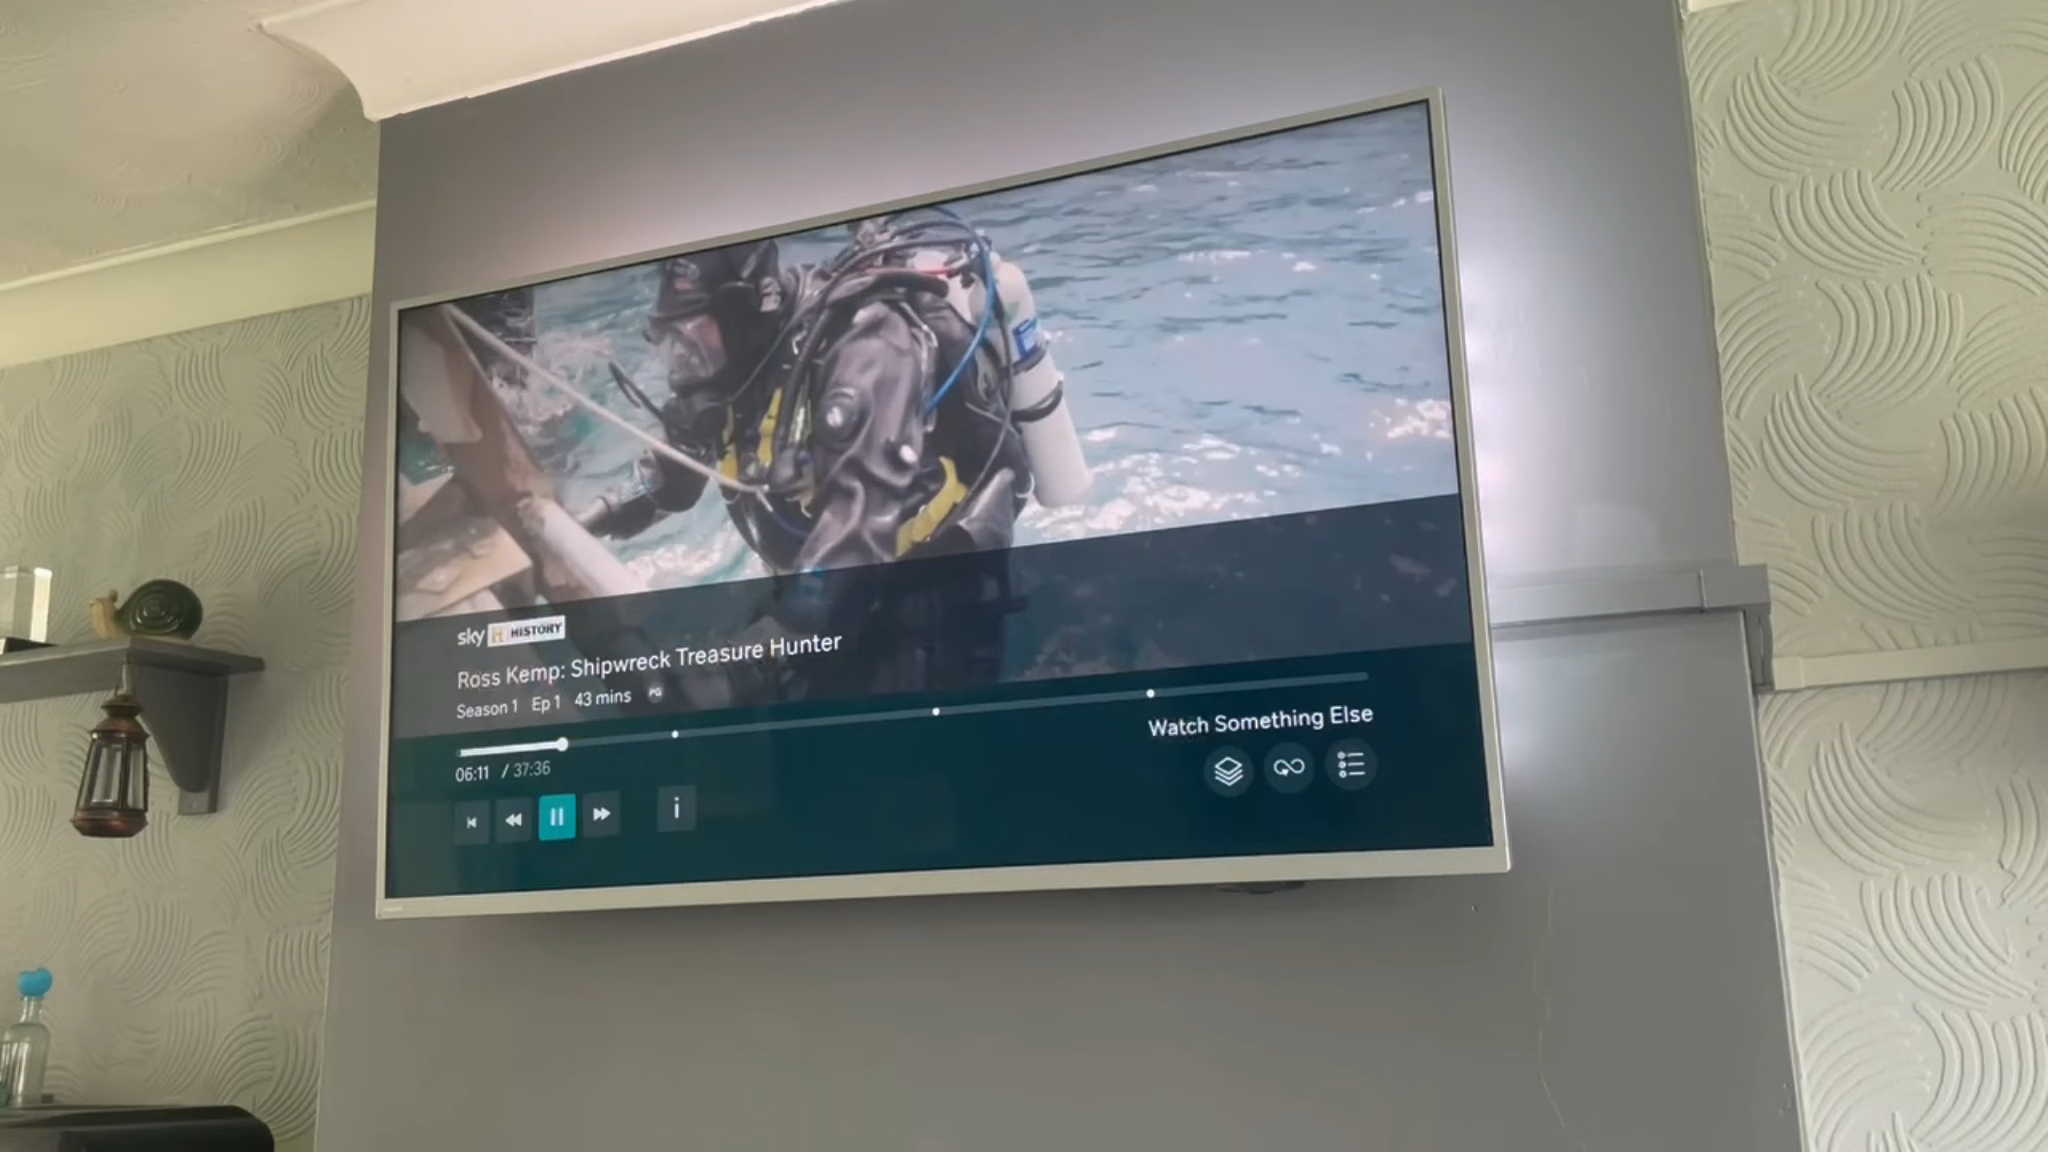 sky HISTORY
Ross Kemp: Shipwreck Treasure Hunter
Season 1 Ep 1 43 mins PG
06:11 / 37:36
Watch Something Else